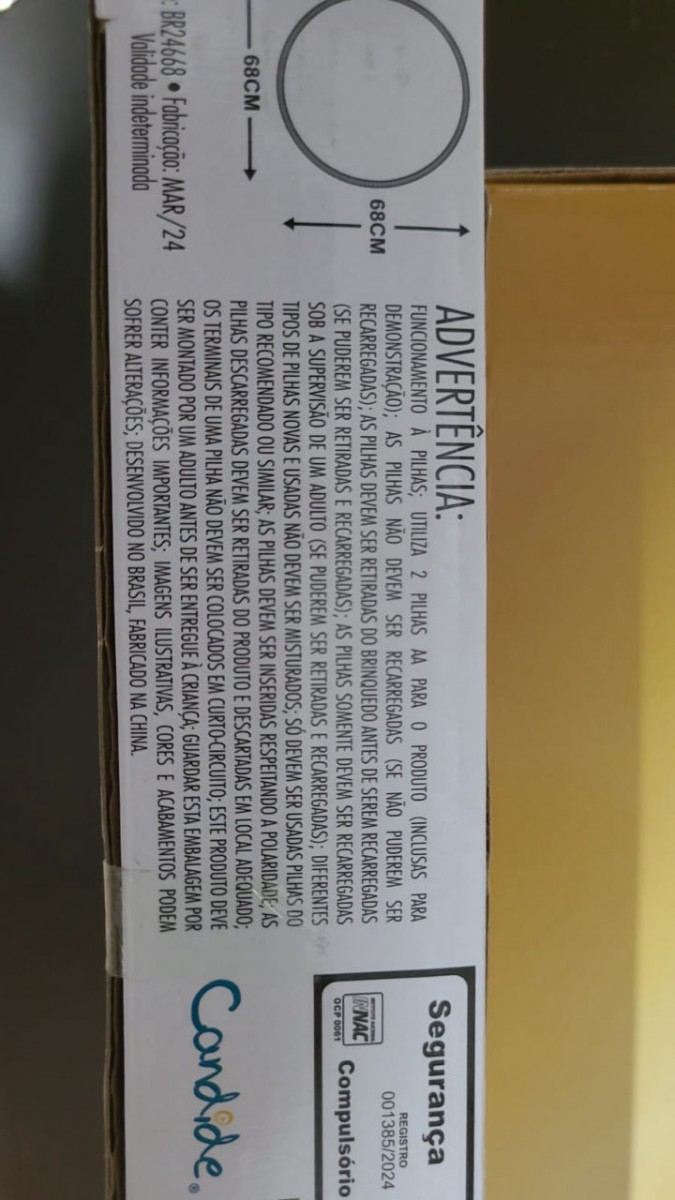 68CM
68CM
: BR24668 • Fabricação: MAR/24
Validade indeterminada
ADVERTÊNCIA:
FUNCIONAMENTO À PILHAS; UTILIZA 2 PILHAS AA PARA O PRODUTO (INCLUSAS PARA
DEMONSTRAÇÃO); AS PILHAS NÃO DEVEM SER RECARREGADAS (SE NÃO PUDEREM SER
RECARREGADAS); AS PILHAS DEVEM SER RETIRADAS DO BRINQUEDO ANTES DE SEREM RECARREGADAS
(SE PUDEREM SER RETIRADAS E RECARREGADAS); AS PILHAS SOMENTE DEVEM SER RECARREGADAS
SOB A SUPERVISÃO DE UM ADULTO (SE PUDEREM SER RETIRADAS E RECARREGADAS); DIFERENTES
TIPOS DE PILHAS NOVAS E USADAS NÃO DEVEM SER MISTURADOS; SÓ DEVEM SER USADAS PILHAS DO
TIPO RECOMENDADO OU SIMILAR; AS PILHAS DEVEM SER INSERIDAS RESPEITANDO A POLARIDADE; AS
PILHAS DESCARREGADAS DEVEM SER RETIRADAS DO PRODUTO E DESCARTADAS EM LOCAL ADEQUADO;
OS TERMINAIS DE UMA PILHA NÃO DEVEM SER COLOCADOS EM CURTO-CIRCUITO; ESTE PRODUTO DEVE
SER MONTADO POR UM ADULTO ANTES DE SER ENTREGUE À CRIANÇA; GUARDAR ESTA EMBALAGEM POR
CONTER INFORMAÇÕES IMPORTANTES; IMAGENS ILUSTRATIVAS, CORES E ACABAMENTOS PODEM
SOFRER ALTERAÇÕES; DESENVOLVIDO NO BRASIL, FABRICADO NA CHINA.
Segurança
REGISTRO
001385/2024
INNAC
OCP 0061
Compulsório
Candide®